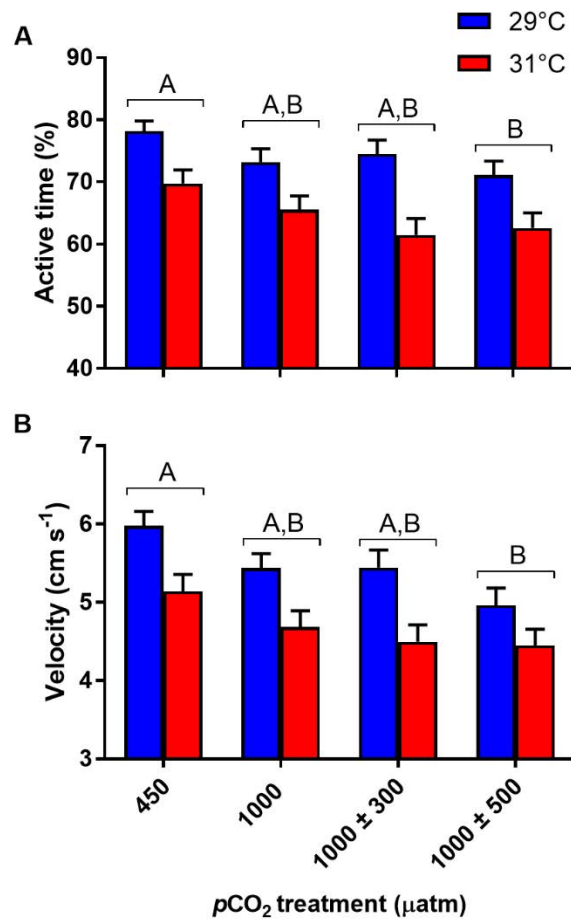 29°C
31°C
A
90
80
70
60
50
40
Active time (%)
A
A,B
A,B
B
B
7
6
5
4
3
Velocity (cm s-1)
A
A,B
A,B
B
450
1000
1000 ± 300
1000 ± 500
pCO2 treatment (µatm)